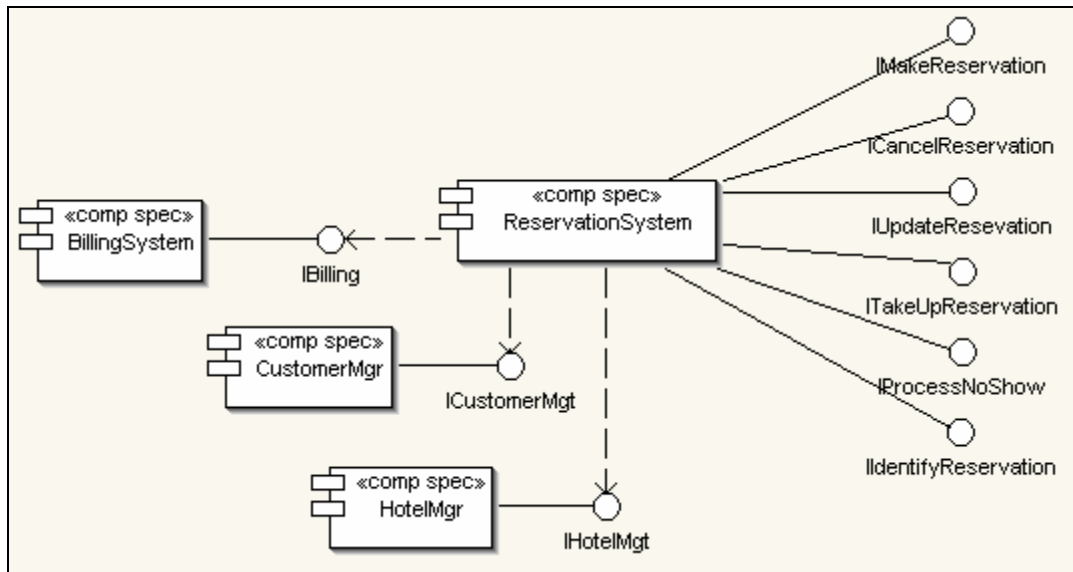 IMakeReservation
ICancelReservation
«comp spec»
ReservationSystem
«comp spec»
BillingSystem
IUpdateResevation
IBilling
ITakeUpReservation
«comp spec»
CustomerMgr
ICustomerMgt
IProcessNoShow
IIdentifyReservation
«comp spec»
HotelMgr
IHotelMgt